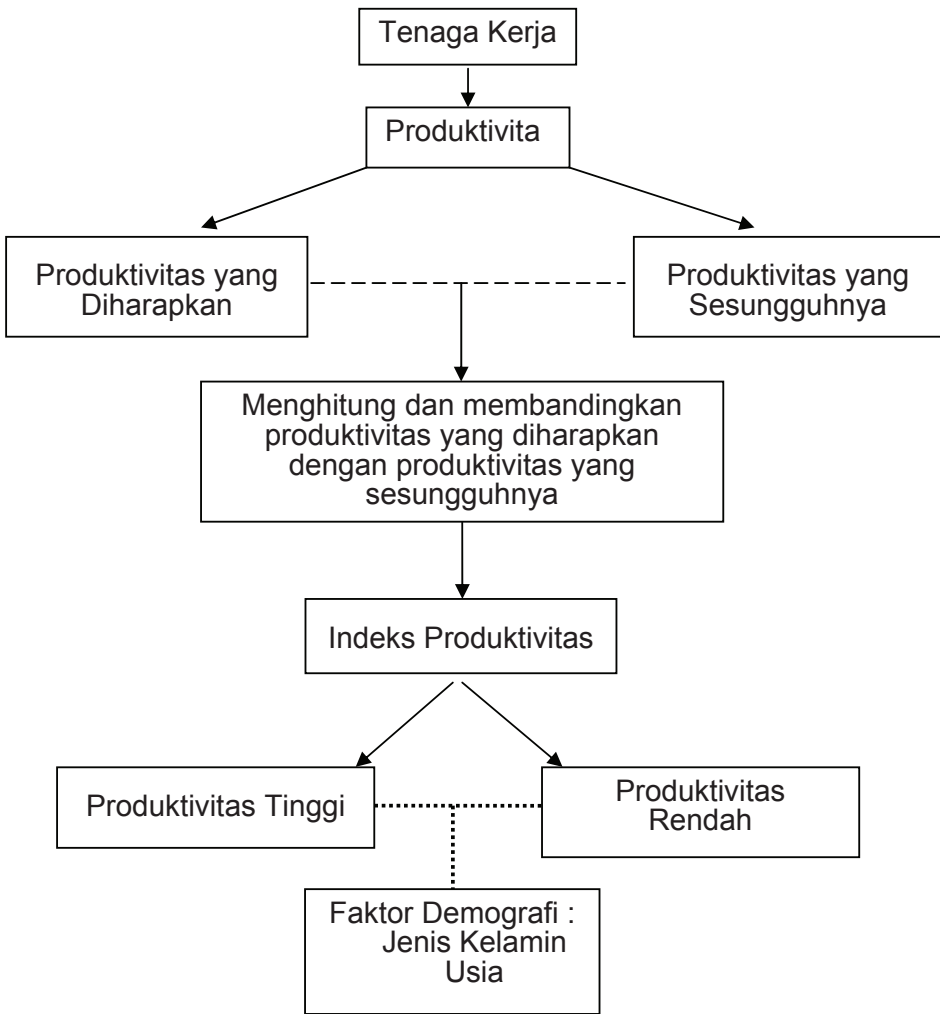 Tenaga Kerja
Produktivita
Produktivitas yang
Diharapkan
Produktivitas yang
Sesungguhnya
Menghitung dan membandingkan
produktivitas yang diharapkan
dengan produktivitas yang
sesungguhnya
Indeks Produktivitas
Produktivitas Tinggi
Produktivitas
Rendah
Faktor Demografi :
Jenis Kelamin
Usia